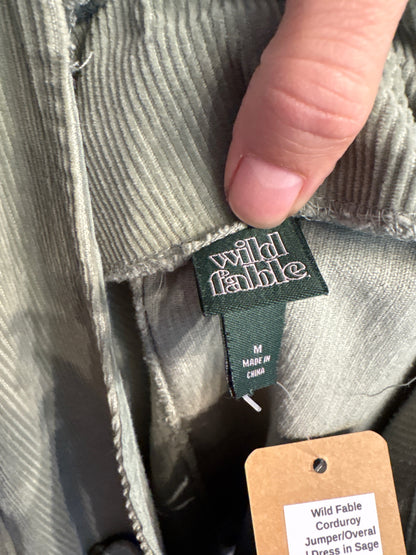 wild
fable
M
MADE IN
CHINA
Wild Fable
Corduroy
Jumper/Overal
l Dress in Sage